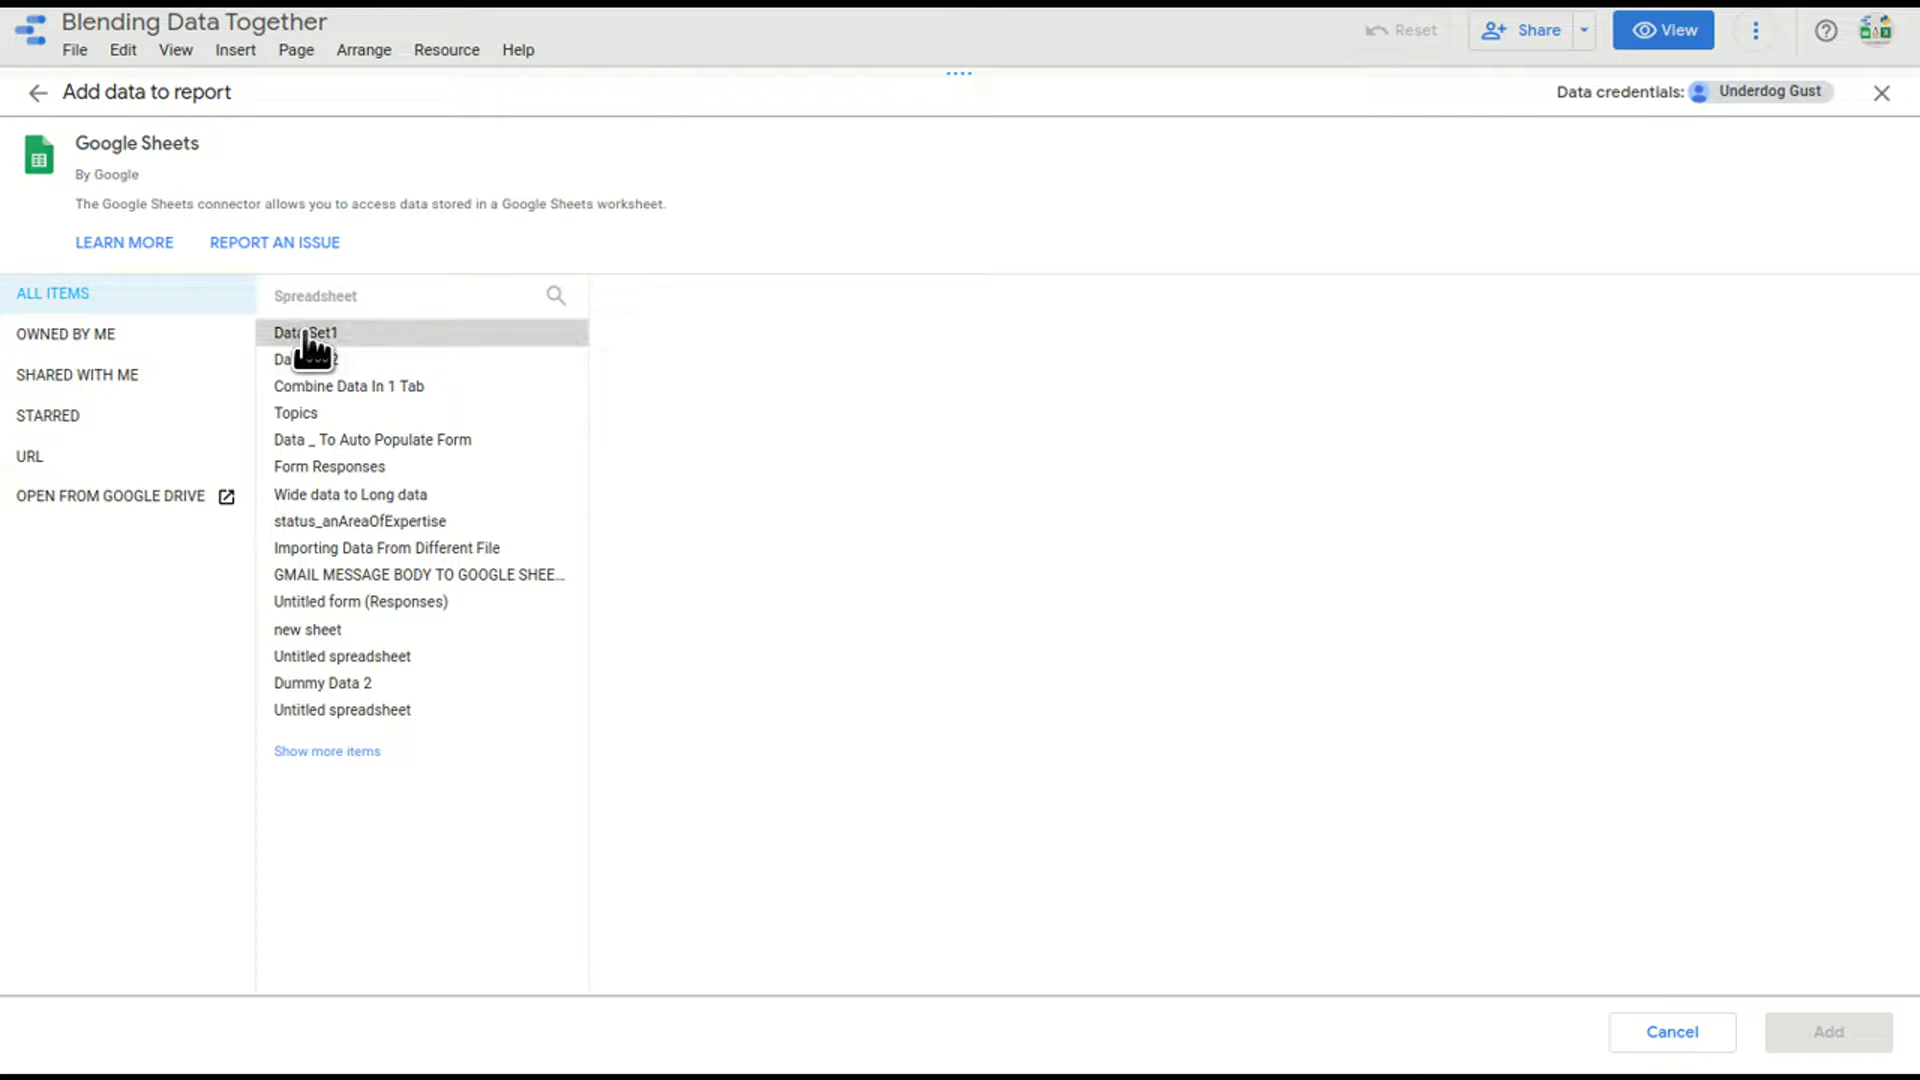 Blending Data Together
File Edit View Insert Page Arrange Resource Help
Reset
Share
View
Add data to report
Data credentials: Underdog Gust
Google Sheets
By Google
The Google Sheets connector allows you to access data stored in a Google Sheets worksheet.
LEARN MORE REPORT AN ISSUE
ALL ITEMS
OWNED BY ME
SHARED WITH ME
STARRED
URL
OPEN FROM GOOGLE DRIVE
Spreadsheet
Data Set1
Combine Data In 1 Tab
Topics
Data _ To Auto Populate Form
Form Responses
Wide data to Long data
status_anAreaOfExpertise
Importing Data From Different File
GMAIL MESSAGE BODY TO GOOGLE SHEE...
Untitled form (Responses)
new sheet
Untitled spreadsheet
Dummy Data 2
Untitled spreadsheet
Show more items
Cancel
Add